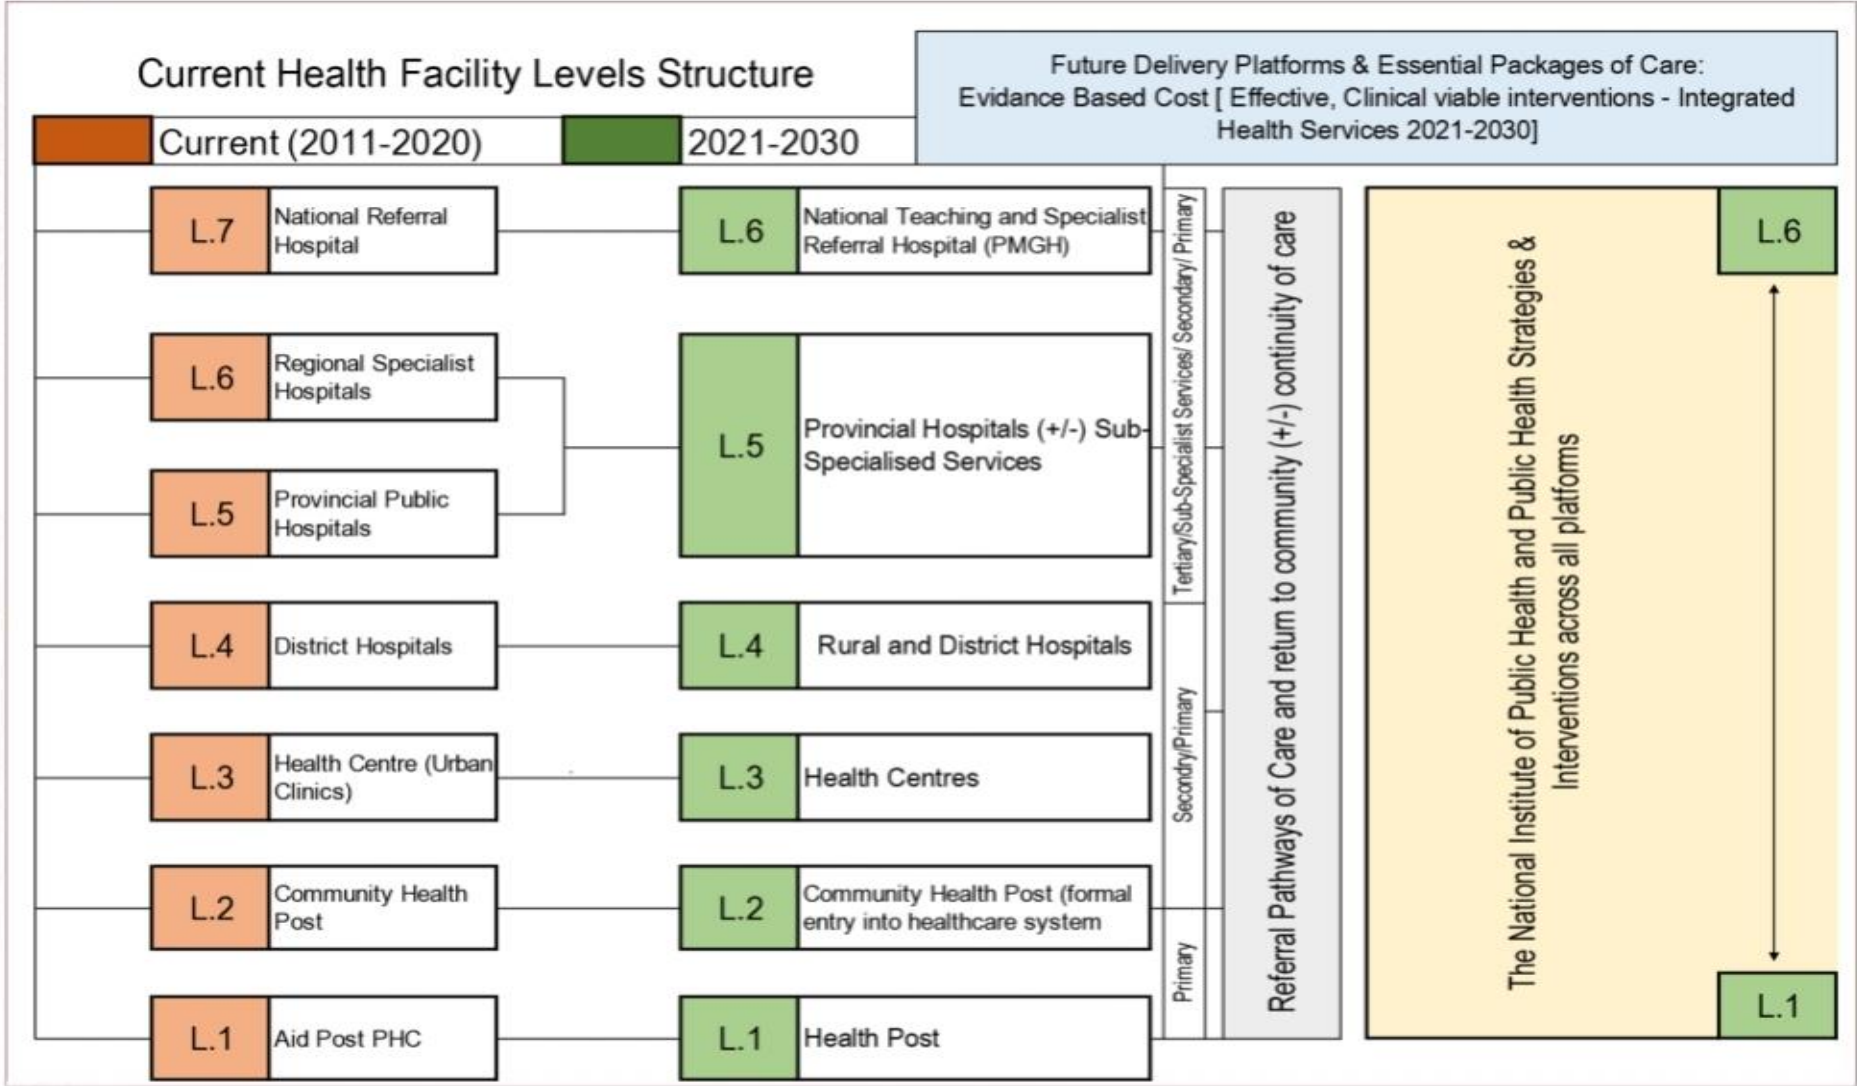 Current Health Facility Levels Structure
Future Delivery Platforms & Essential Packages of Care:
Evidance Based Cost [ Effective, Clinical viable interventions - Integrated
Health Services 2021-2030]
Current (2011-2020)
2021-2030
L.7
National Referral
Hospital
L.6
National Teaching and Specialist
Referral Hospital (PMGH)
L.6
Regional Specialist
Hospitals
L.5
Provincial Public
Hospitals
L.5
Provincial Hospitals (+/-) Sub-
Specialised Services
L.4
District Hospitals
L.4
Rural and District Hospitals
L.3
Health Centre (Urban
Clinics)
L.3
Health Centres
L.2
Community Health
Post
L.2
Community Health Post (formal
entry into healthcare system
L.1
Aid Post PHC
L.1
Health Post
Tertiary/Sub-Specialist Services/ Secondary/ Primary
Secondry/Primary
Primary
Referral Pathways of Care and return to community (+/-) continuity of care
The National Institute of Public Health and Public Health Strategies &
Interventions across all platforms
L.6
L.1